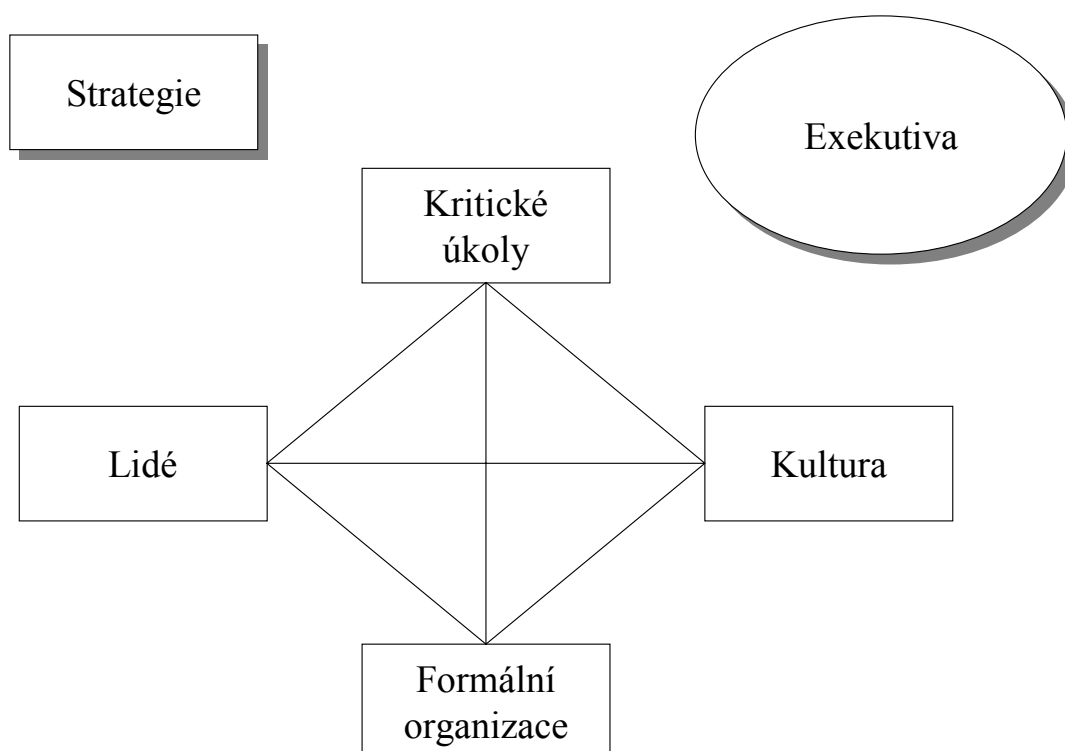 Strategie
Exekutiva
Kritické
úkoly
Lidé
Kultura
Formální
organizace